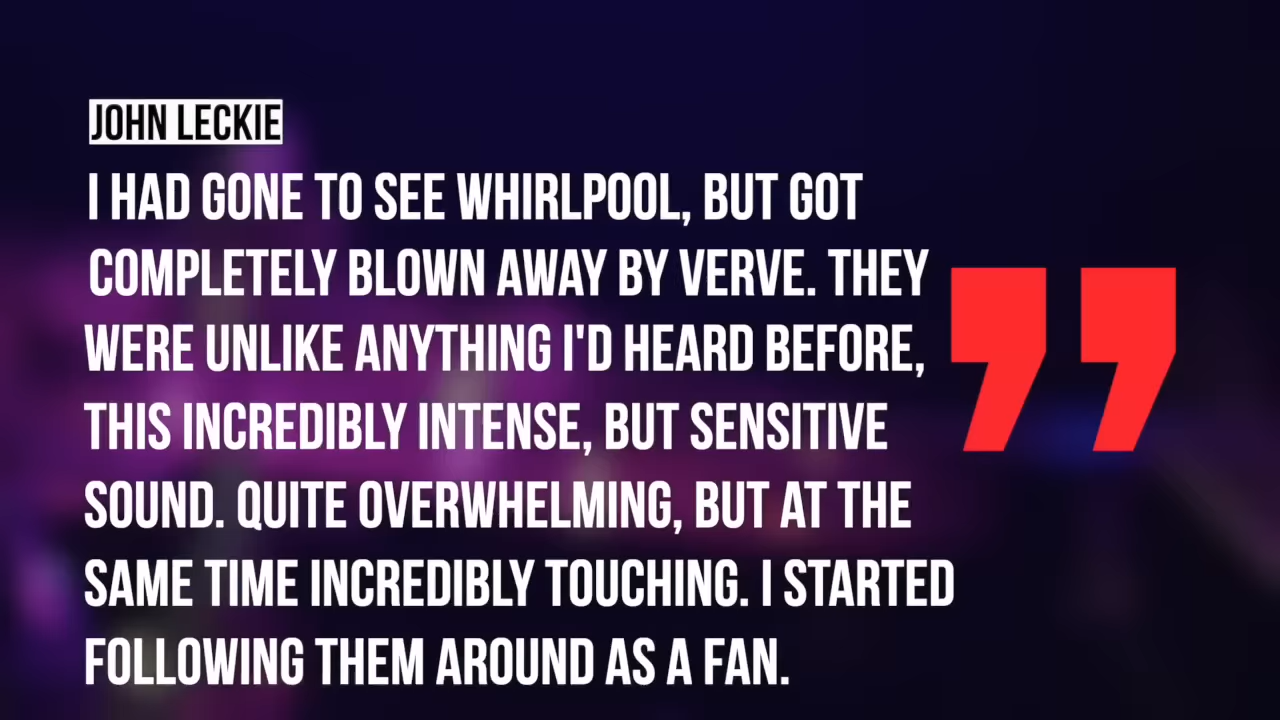 JOHN LECKIE
I HAD GONE TO SEE WHIRLPOOL, BUT GOT
COMPLETELY BLOWN AWAY BY VERVE. THEY
WERE UNLIKE ANYTHING I'D HEARD BEFORE,
THIS INCREDIBLY INTENSE, BUT SENSITIVE
SOUND. QUITE OVERWHELMING, BUT AT THE
SAME TIME INCREDIBLY TOUCHING. I STARTED
FOLLOWING THEM AROUND AS A FAN.
”